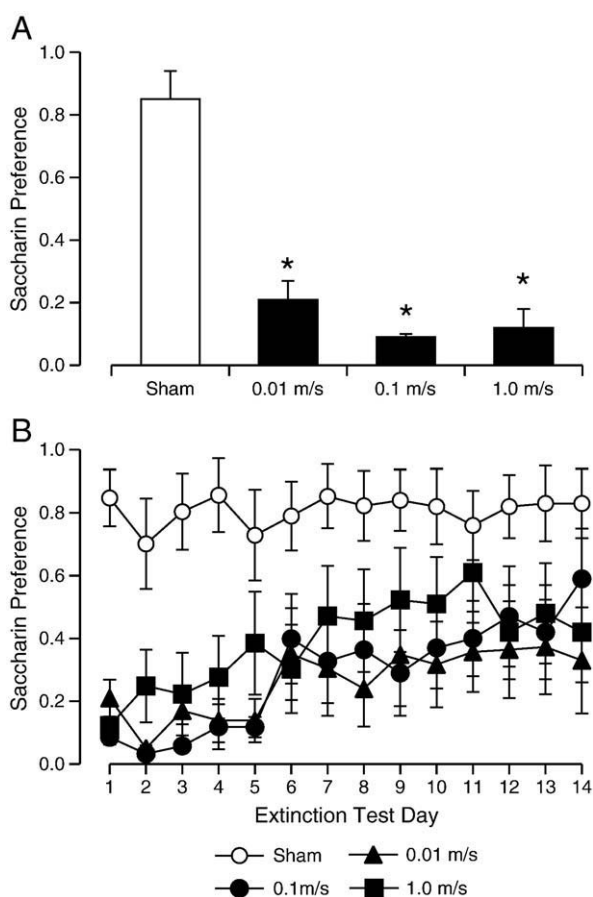 A
Saccharin Preference
1.0
0.8
0.6
0.4
0.2
0.0
*
*
*
Sham 0.01 m/s 0.1 m/s 1.0 m/s
B
Saccharin Preference
1.0
0.8
0.6
0.4
0.2
0.0
1 2 3 4 5 6 7 8 9 10 11 12 13 14
Extinction Test Day
Sham 0.01 m/s
0.1m/s 1.0 m/s